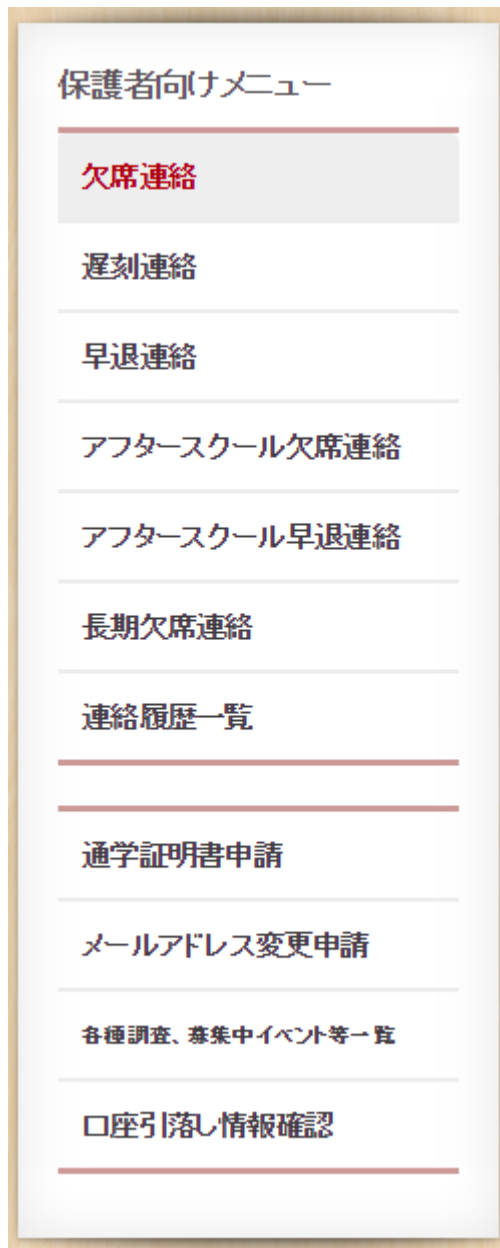 保護者向けメニュー
欠席連絡
遅刻連絡
早退連絡
アフタースクール欠席連絡
アフタースクール早退連絡
長期欠席連絡
連絡履歴一覧
通学証明書申請
メールアドレス変更申請
各種調査、募集中イベント等一覧
口座引落し情報確認